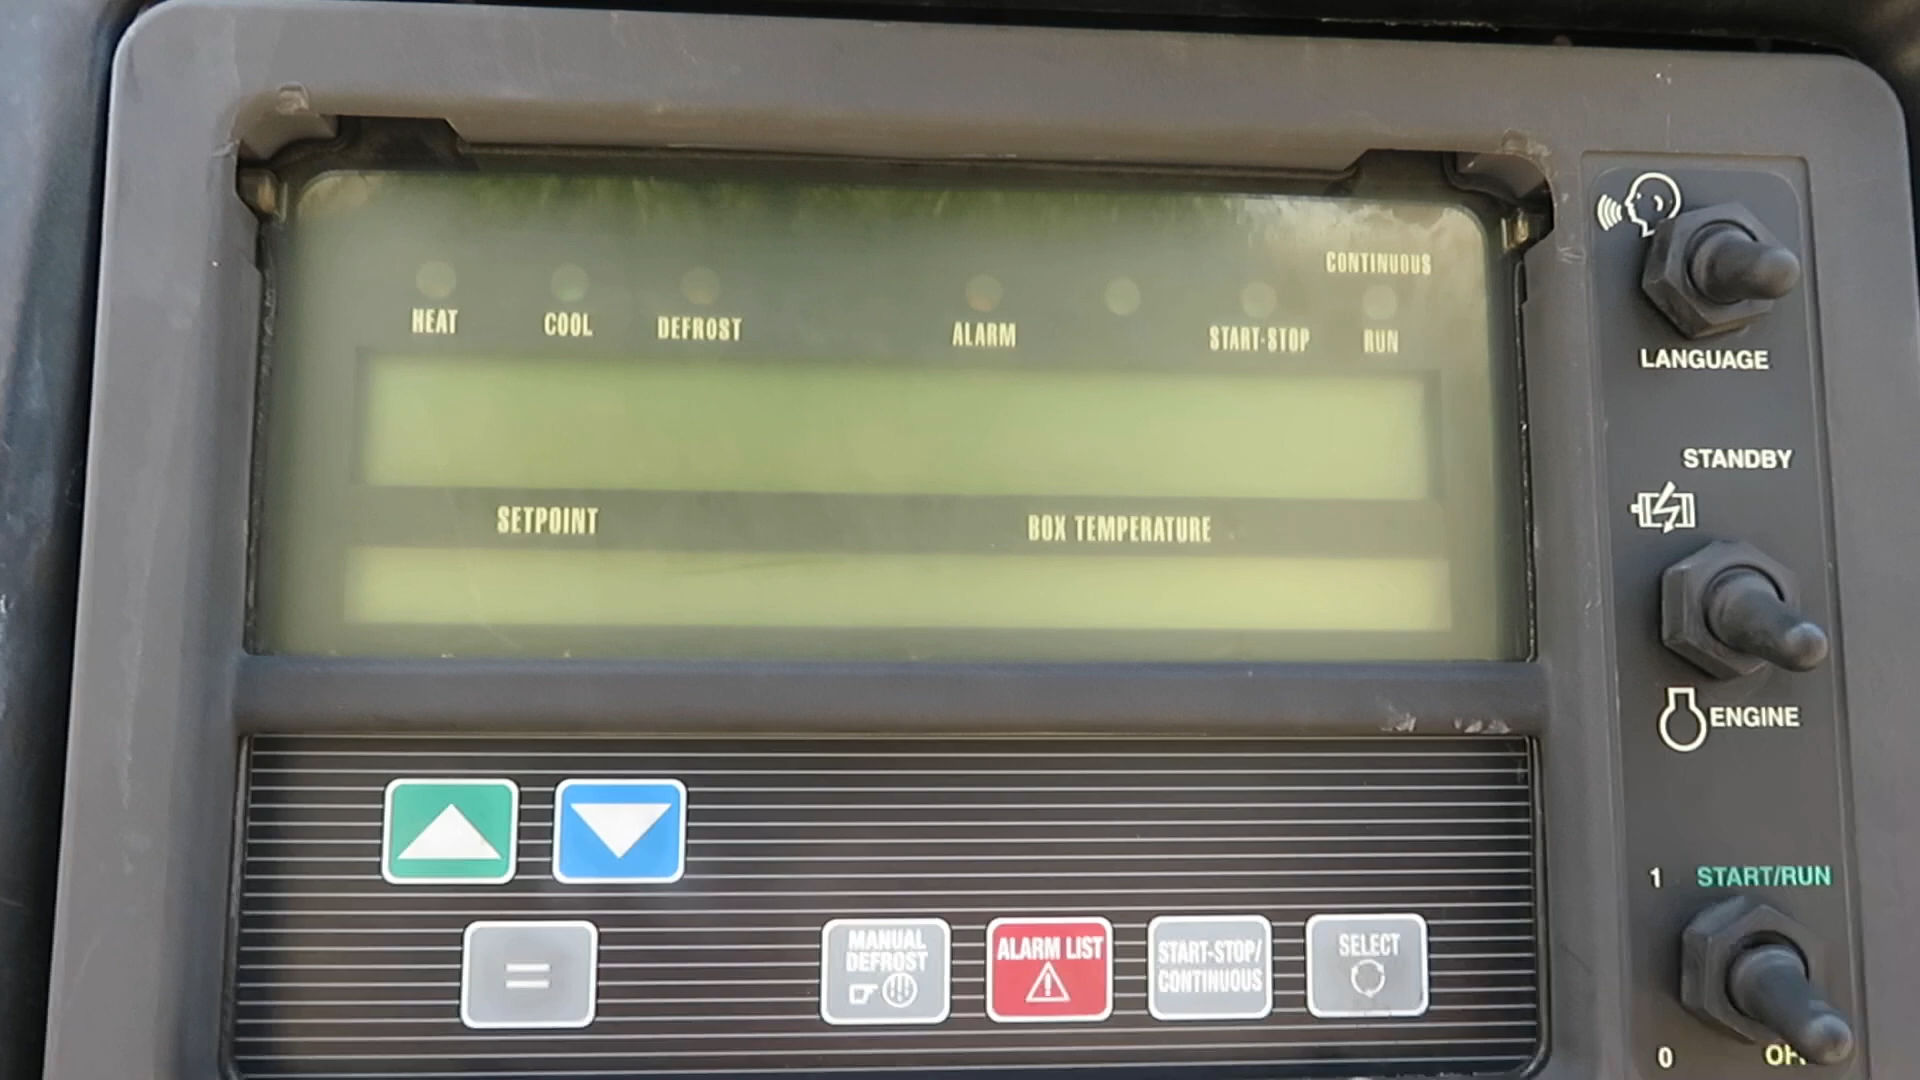 CONTINUOUS
HEAT COOL DEFROST ALARM START-STOP RUN
SETPOINT BOX TEMPERATURE
LANGUAGE
STANDBY
ENGINE
1 START/RUN
0
=
MANUAL
DEFROST
ALARM LIST
START-STOP/
CONTINUOUS
SELECT